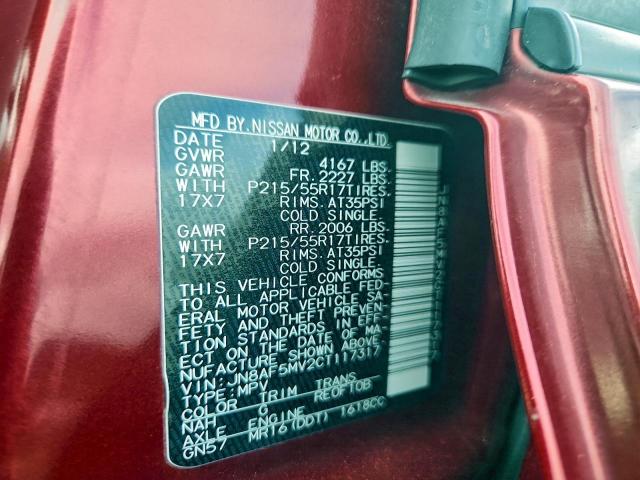 MFD BY. NISSAN MOTOR CO.,LTD.
DATE 1/12
GVWR 4167 LBS.
GAWR FR. 2227 LBS.
WITH P215/55R17TIRES.
17X7 RIMS. AT35PSI
COLD SINGLE.
GAWR RR. 2006 LBS.
WITH P215/55R17TIRES.
17X7 RIMS. AT35PSI
COLD SINGLE.
THIS VEHICLE CONFORMS
TO ALL APPLICABLE FED-
ERAL MOTOR VEHICLE SA-
FETY AND THEFT PREVEN-
TION STANDARDS IN EFF-
ECT ON THE DATE OF MA-
NUFACTURE SHOWN ABOVE.
VIN: JN8AF5MV2CT117317
TYPE: MPV
COLOR TRIM TRANS
NAH G RE0F10B
AXLE ENGINE
GN57 MR16(DDT) 1618CC
JN8AF5MV2CT117317